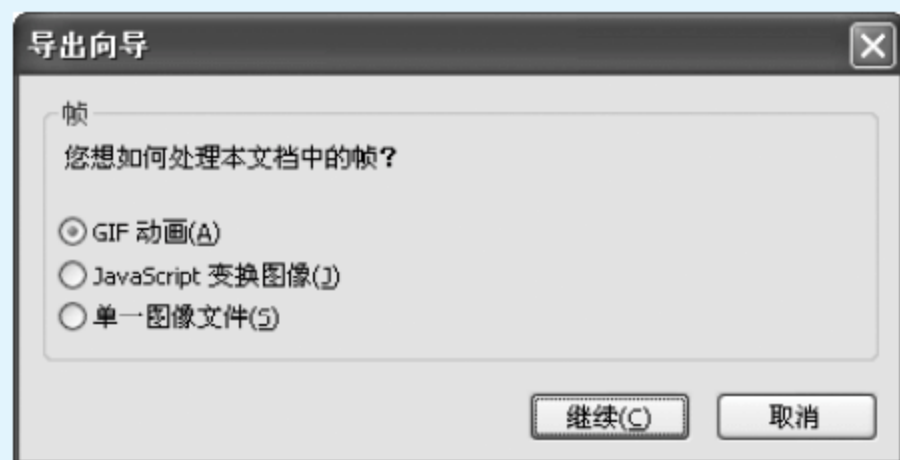 导出向导
帧
您想如何处理本文档中的帧?
GIF 动画(A)
JavaScript 变换图像(J)
单一图像文件(S)
继续(C)
取消